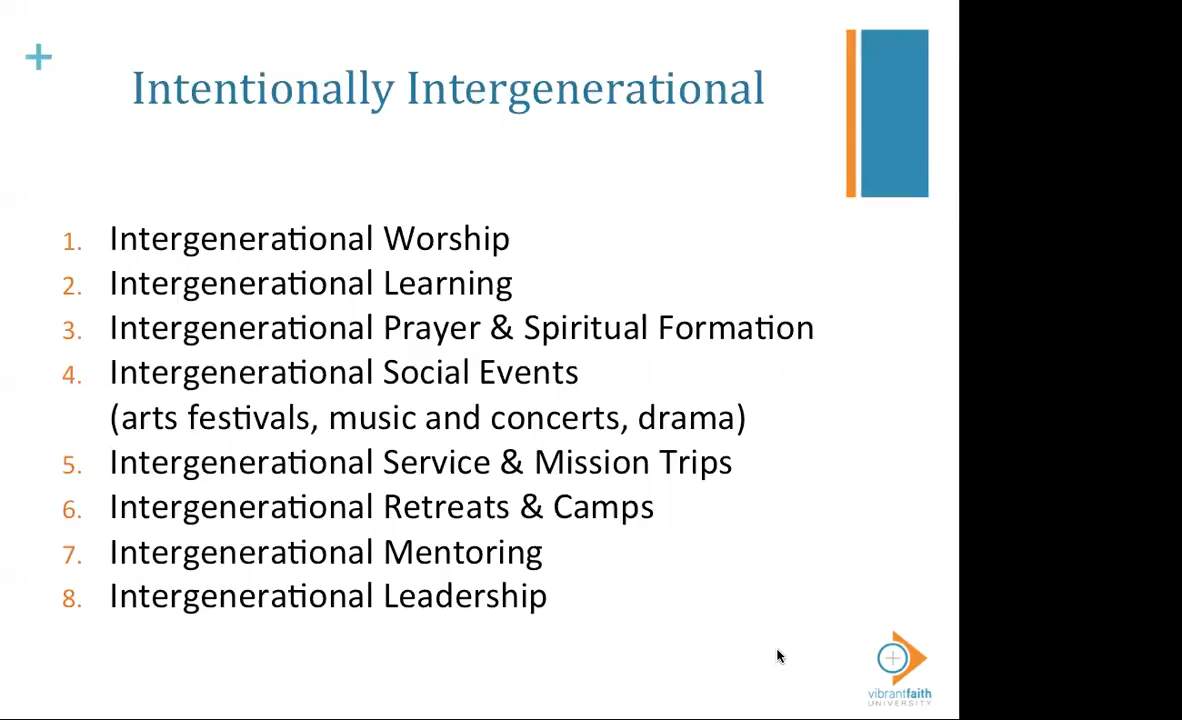 Intentionally Intergenerational
1. Intergenerational Worship
2. Intergenerational Learning
3. Intergenerational Prayer & Spiritual Formation
4. Intergenerational Social Events
(arts festivals, music and concerts, drama)
5. Intergenerational Service & Mission Trips
6. Intergenerational Retreats & Camps
7. Intergenerational Mentoring
8. Intergenerational Leadership
vibrantfaith
UNIVERSITY